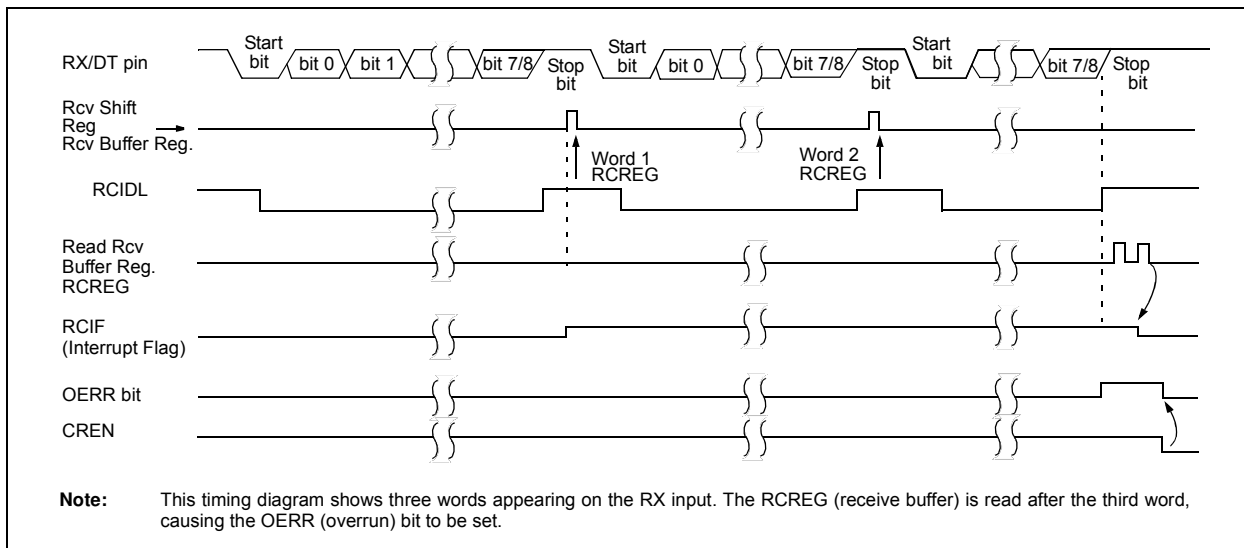 Start bit
bit 0
bit 1
bit 7/8
Stop bit
Start bit
bit 0
bit 7/8
Stop bit
Start bit
bit 7/8
Stop bit
RX/DT pin
Rcv Shift
Reg
Rcv Buffer Reg.
Word 1
RCREG
Word 2
RCREG
RCIDL
Read Rcv
Buffer Reg.
RCREG
RCIF
(Interrupt Flag)
OERR bit
CREN
Note: This timing diagram shows three words appearing on the RX input. The RCREG (receive buffer) is read after the third word,
causing the OERR (overrun) bit to be set.